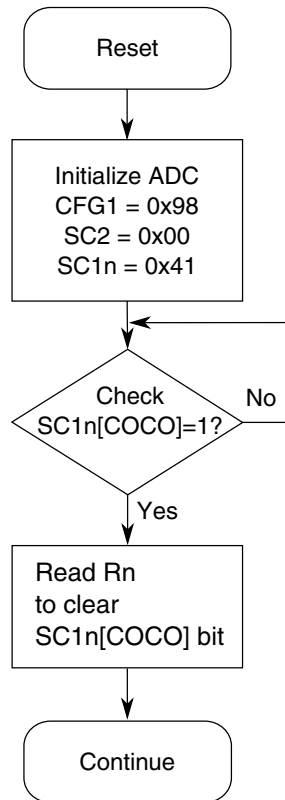 Reset
Initialize ADC
CFG1 = 0x98
SC2 = 0x00
SC1n = 0x41
Check
SC1n[COCO]=1?
No
Yes
Read Rn
to clear
SC1n[COCO] bit
Continue